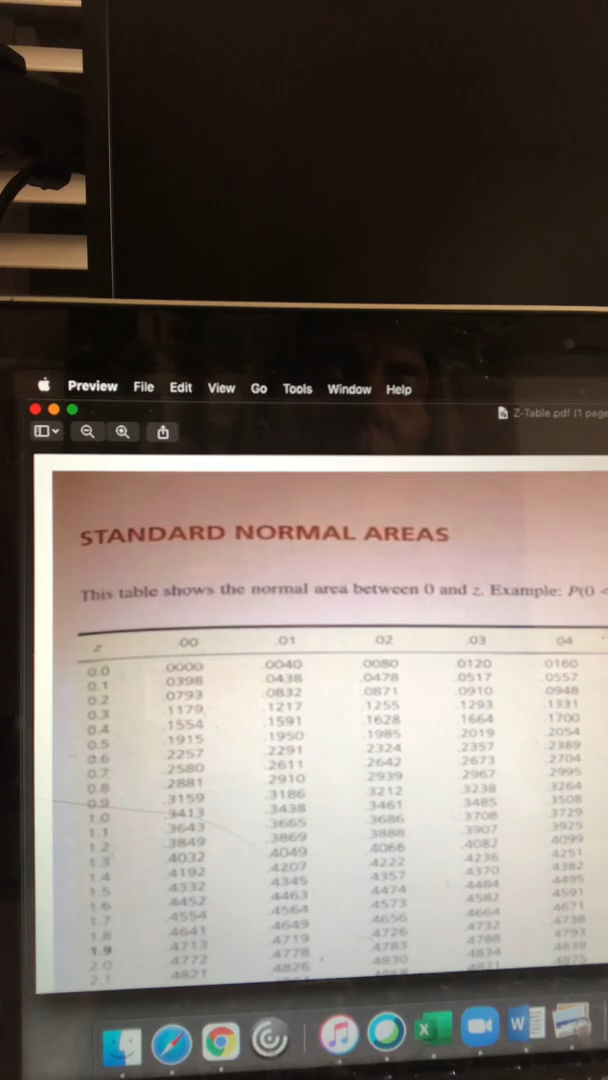 Preview File Edit View Go Tools Window Help
Z-Table.pdf (1 page
STANDARD NORMAL AREAS
This table shows the normal area between 0 and z. Example: P(0 <
z .00 .01 .02 .03 .04
0.0 .0000 .0040 .0080 .0120 .0160
0.1 .0398 .0438 .0478 .0517 .0557
0.2 .0793 .0832 .0871 .0910 .0948
0.3 .1179 .1217 .1255 .1293 .1331
0.4 .1554 .1591 .1628 .1664 .1700
0.5 .1915 .1950 .1985 .2019 .2054
0.6 .2257 .2291 .2324 .2357 .2389
0.7 .2580 .2611 .2642 .2673 .2704
0.8 .2881 .2910 .2939 .2967 .2995
0.9 .3159 .3186 .3212 .3238 .3264
1.0 .3413 .3438 .3461 .3485 .3508
1.1 .3643 .3665 .3686 .3708 .3729
1.2 .3849 .3869 .3888 .3907 .3925
1.3 .4032 .4049 .4066 .4082 .4099
1.4 .4192 .4207 .4222 .4236 .4251
1.5 .4332 .4345 .4357 .4370 .4382
1.6 .4452 .4463 .4474 .4484 .4495
1.7 .4554 .4564 .4573 .4582 .4591
1.8 .4641 .4649 .4656 .4664 .4671
1.9 .4713 .4719 .4726 .4732 .4738
2.0 .4772 .4778 .4783 .4788 .4793
2.1 .4821 .4826 .4830 .4834 .4838
X W